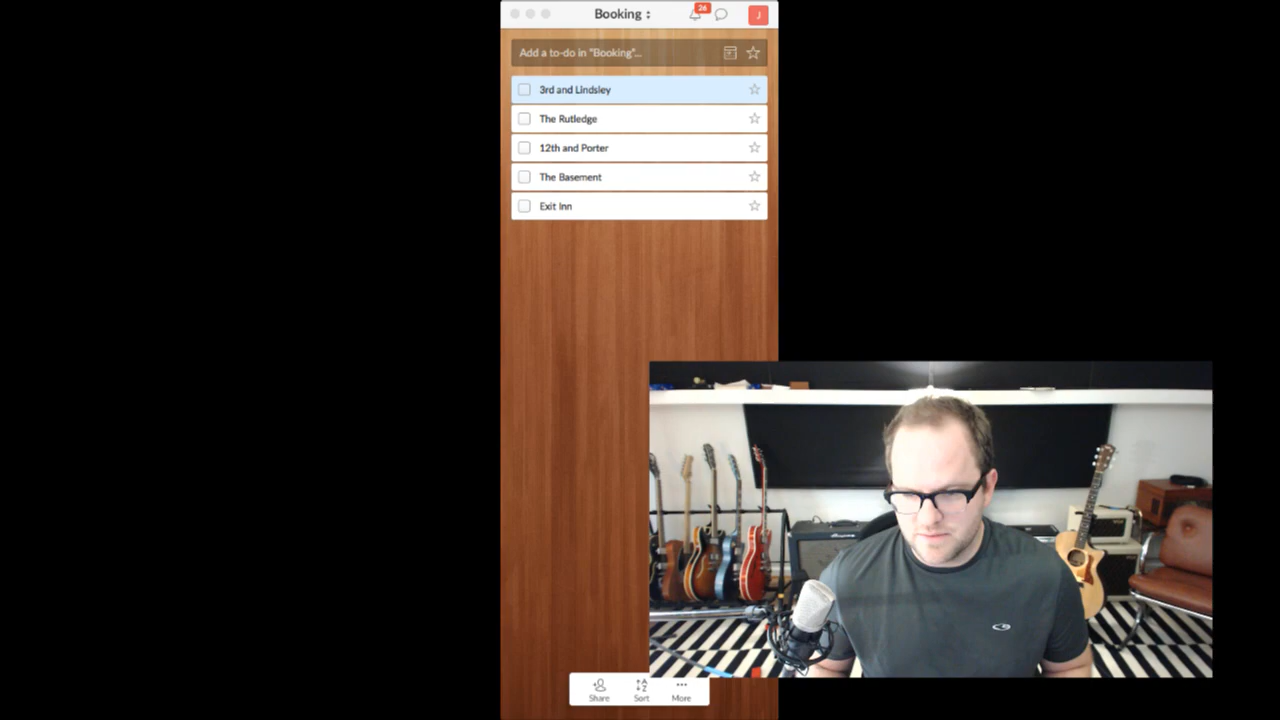 Booking
26
J
Add a to-do in "Booking"...
3rd and Lindsley
The Rutledge
12th and Porter
The Basement
Exit Inn
Share
Sort
More